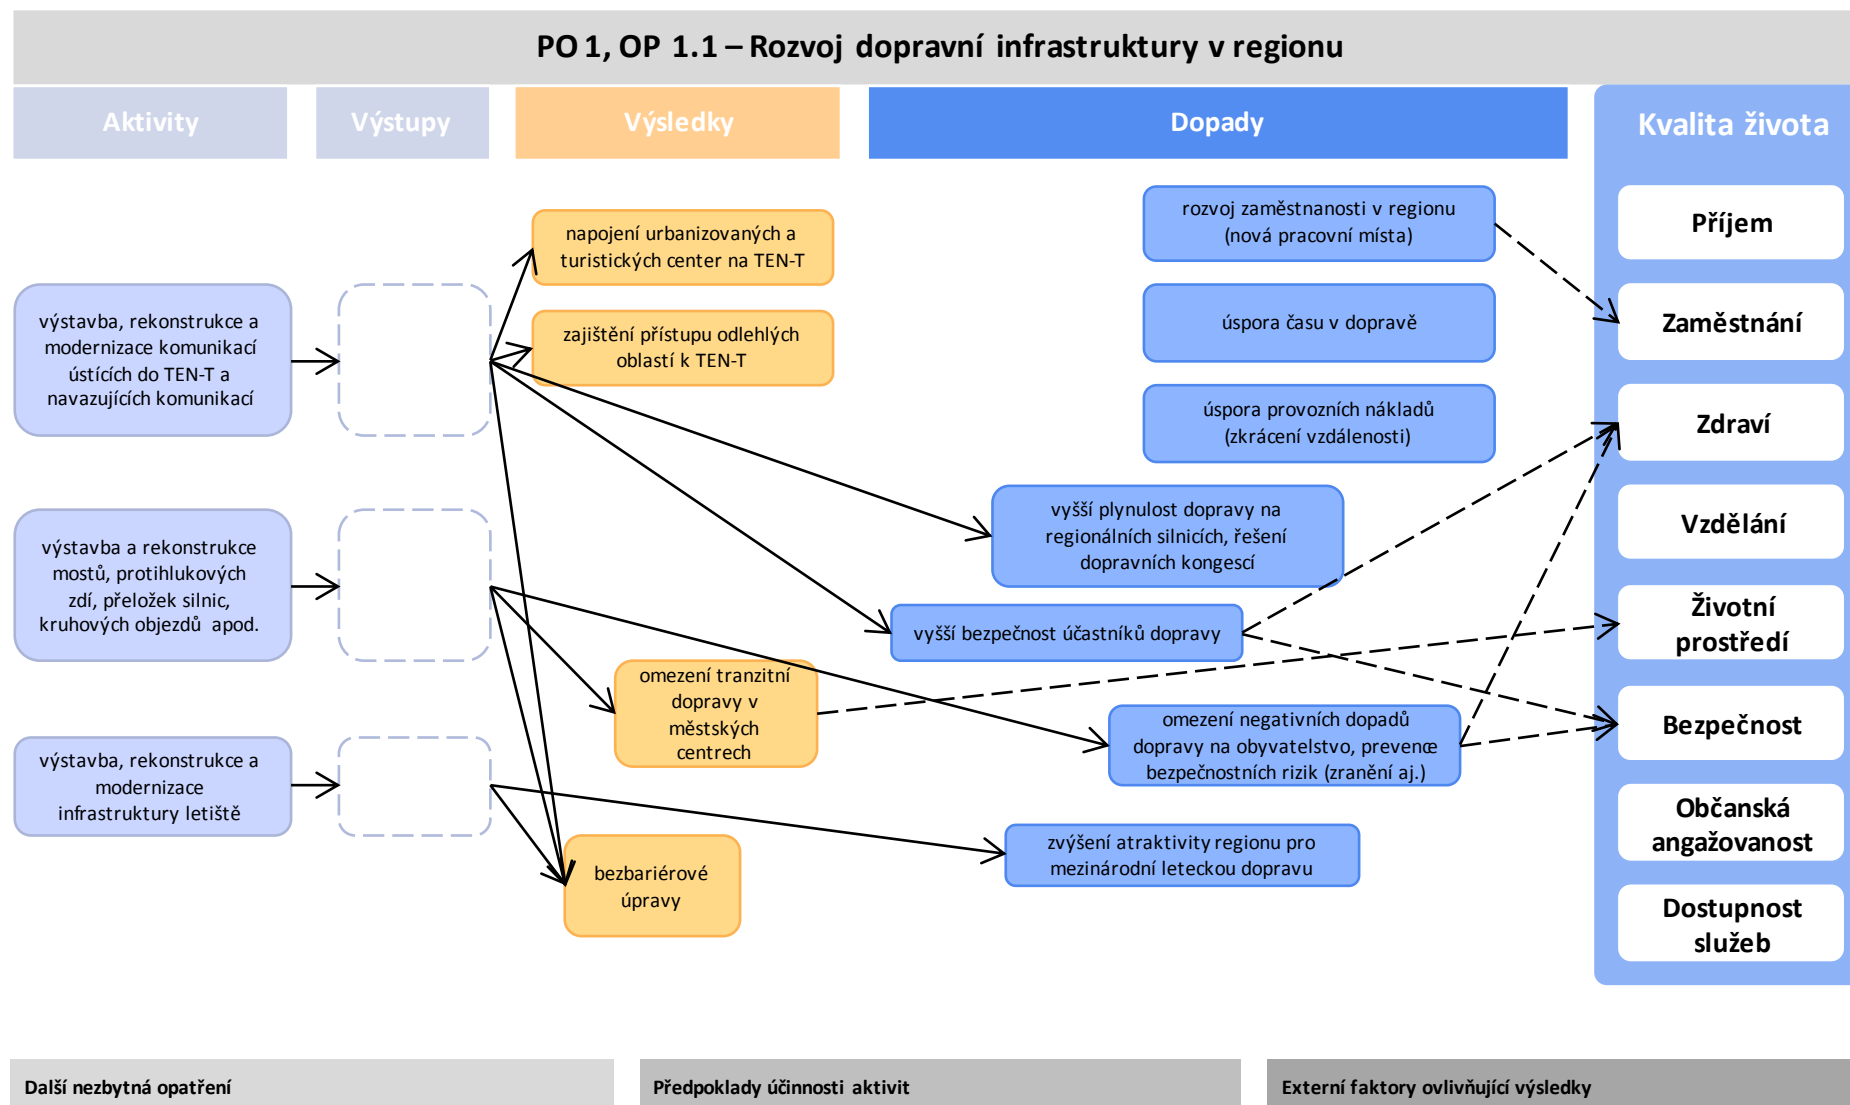 PO 1, OP 1.1 – Rozvoj dopravní infrastruktury v regionu
Aktivity
Výstupy
Výsledky
Dopady
Kvalita života
výstavba, rekonstrukce a
modernizace komunikací
ústících do TEN-T a
navazujících komunikací
výstavba a rekonstrukce
mostů, protihlukových
zdí, přeložek silnic,
kruhových objezdů apod.
výstavba, rekonstrukce a
modernizace
infrastruktury letiště
napojení urbanizovaných a
turistických center na TEN-T
zajištění přístupu odlehlých
oblastí k TEN-T
omezení tranzitní
dopravy v
městských
centrech
bezbariérové
úpravy
rozvoj zaměstnanosti v regionu
(nová pracovní místa)
úspora času v dopravě
úspora provozních nákladů
(zkrácení vzdálenosti)
vyšší plynulost dopravy na
regionálních silnicích, řešení
dopravních kongescí
vyšší bezpečnost účastníků dopravy
omezení negativních dopadů
dopravy na obyvatelstvo, prevence
bezpečnostních rizik (zranění aj.)
zvýšení atraktivity regionu pro
mezinárodní leteckou dopravu
Příjem
Zaměstnání
Zdraví
Vzdělání
Životní
prostředí
Bezpečnost
Občanská
angažovanost
Dostupnost
služeb
Další nezbytná opatření
Předpoklady účinnosti aktivit
Externí faktory ovlivňující výsledky